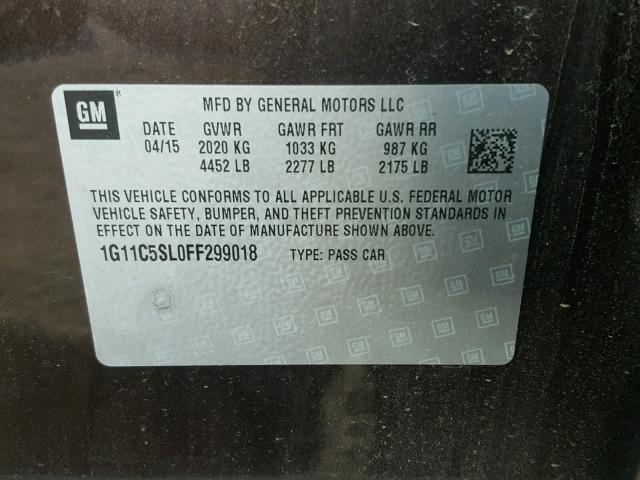 GM
MFD BY GENERAL MOTORS LLC
DATE GVWR GAWR FRT GAWR RR
04/15 2020 KG 1033 KG 987 KG
4452 LB 2277 LB 2175 LB
THIS VEHICLE CONFORMS TO ALL APPLICABLE U.S. FEDERAL MOTOR
VEHICLE SAFETY, BUMPER, AND THEFT PREVENTION STANDARDS IN
EFFECT ON THE DATE OF MANUFACTURE SHOWN ABOVE.
1G11C5SL0FF299018 TYPE: PASS CAR